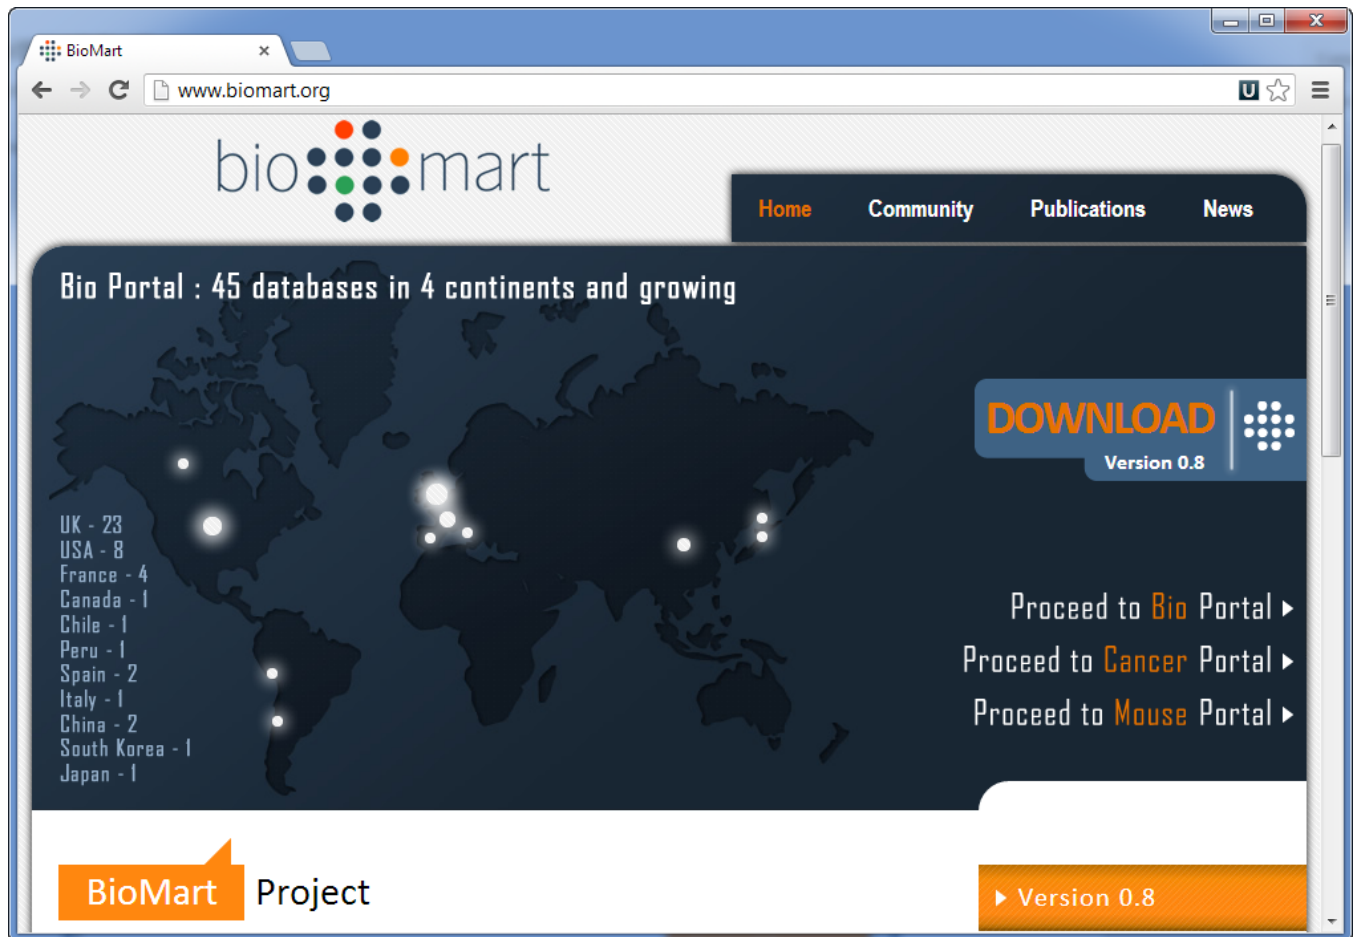 BioMart
www.biomart.org
bio mart
Home Community Publications News
Bio Portal : 45 databases in 4 continents and growing
DOWNLOAD
Version 0.8
UK - 23
USA - 8
France - 4
Canada - 1
Chile - 1
Peru - 1
Spain - 2
Italy - 1
China - 2
South Korea - 1
Japan - 1
Proceed to Bio Portal
Proceed to Cancer Portal
Proceed to Mouse Portal
BioMart Project
Version 0.8